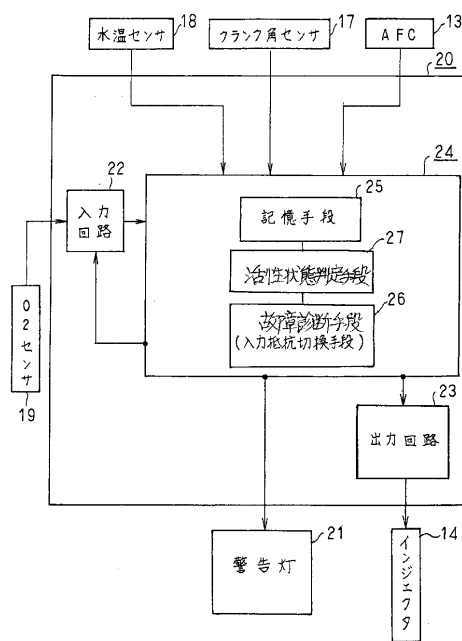 水温センサ
18
クランク角センサ
17
AFC
13
20
24
22
入力
回路
25
記憶手段
27
活性状態判定手段
26
故障診断手段
(入力抵抗切換手段)
O2センサ
19
23
出力回路
21
警告灯
14
インジェクタ